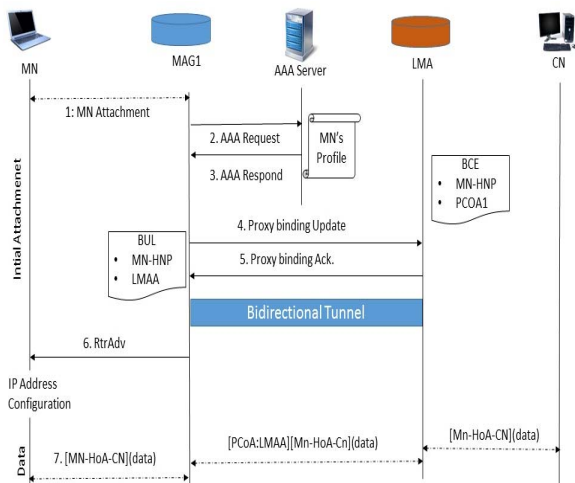 MN
MAG1
AAA Server
LMA
CN
1: MN Attachment
2. AAA Request
MN's
Profile
3. AAA Respond
BCE
• MN-HNP
• PCOA1
Intial Attachmenet
4. Proxy binding Update
BUL
• MN-HNP
• LMAA
5. Proxy binding Ack.
Bidirectional Tunnel
6. RtrAdv
IP Address
Configuration
Data
7. [MN-HoA-CN](data)
[PCoA:LMAA][Mn-HoA-Cn](data)
[Mn-HoA-CN](data)